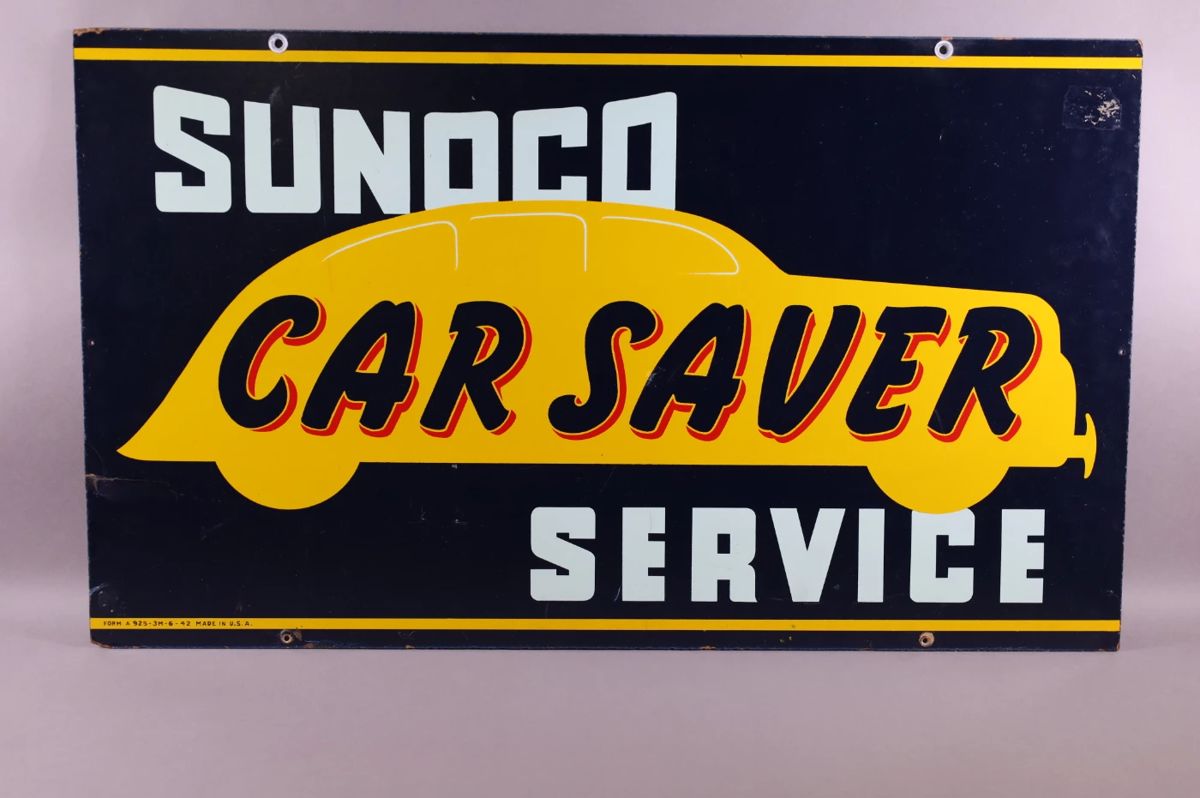 SUNOCO
CAR SAVER
SERVICE
FORM A 925-3M-6-42 MADE IN U.S.A.